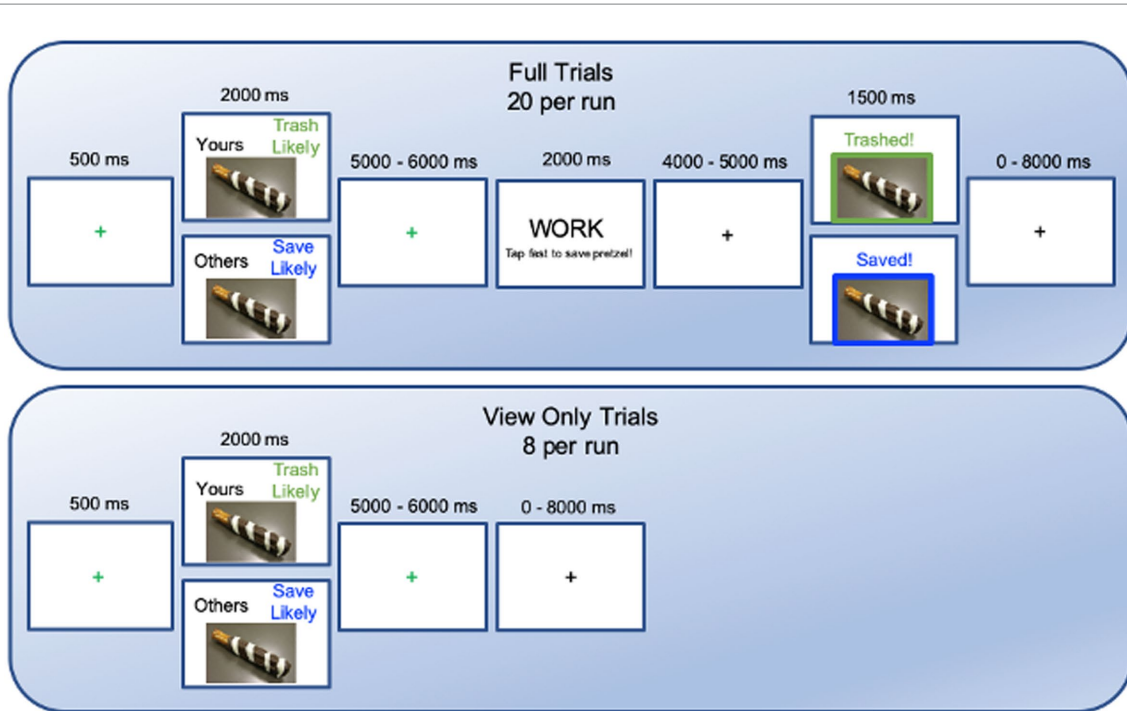 Full Trials
20 per run
500 ms
2000 ms
Yours
Trash
Likely
Others
Save
Likely
5000 - 6000 ms
2000 ms
WORK
Tap fast to save pretzel!
4000 - 5000 ms
1500 ms
Trashed!
Saved!
0 - 8000 ms
View Only Trials
8 per run
500 ms
2000 ms
Yours
Trash
Likely
Others
Save
Likely
5000 - 6000 ms
0 - 8000 ms